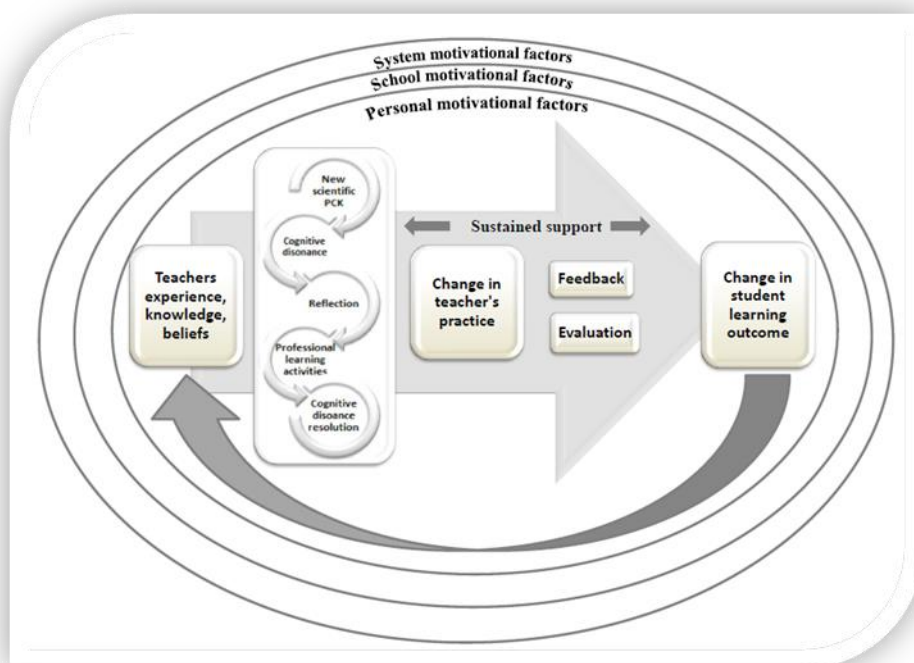 System motivational factors
School motivational factors
Personal motivational factors
New
scientific
PCK
Cognitive
disonance
Reflection
Professional
learning
activities
Cognitive
disoance
resolution
Teachers
experience,
knowledge,
beliefs
Sustained support
Change in
teacher's
practice
Feedback
Evaluation
Change in
student
learning
outcome